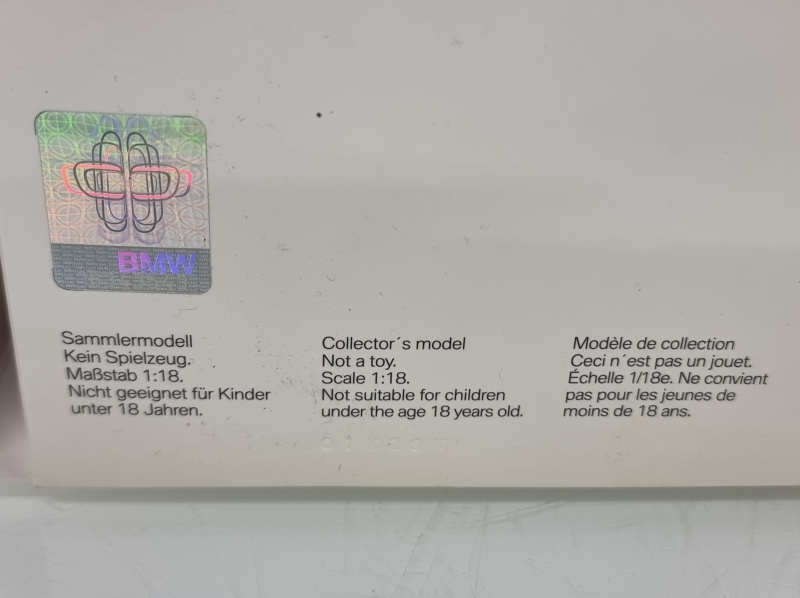 BMW
Sammlermodell
Kein Spielzeug.
Maßstab 1:18.
Nicht geeignet für Kinder
unter 18 Jahren.
Collector´s model
Not a toy.
Scale 1:18.
Not suitable for children
under the age 18 years old.
Modèle de collection
Ceci n´est pas un jouet.
Échelle 1/18e. Ne convient
pas pour les jeunes de
moins de 18 ans.